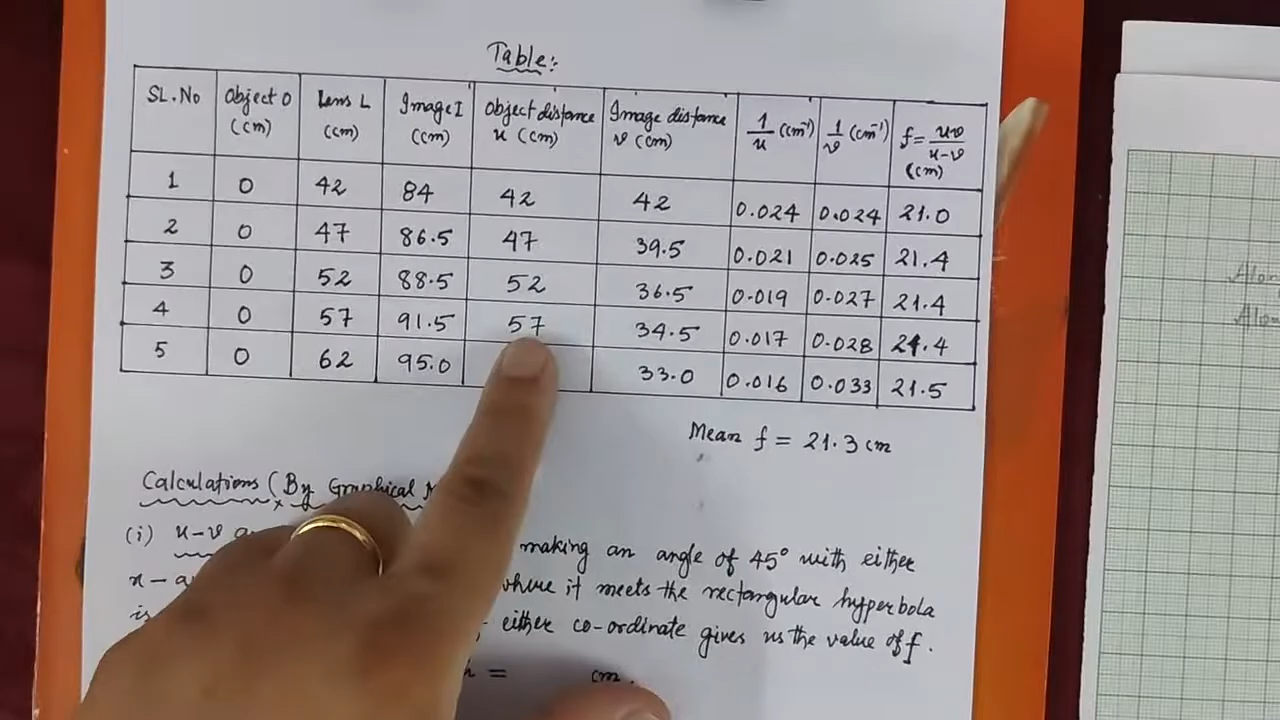 Table:
SL.No Object O (cm) Lens L (cm) Image I (cm) Object distance u (cm) Image distance v (cm) 1/u (cm⁻¹) 1/v (cm⁻¹) f = uv/u-v (cm)
1 0 42 84 42 42 0.024 0.024 21.0
2 0 47 86.5 47 39.5 0.021 0.025 21.4
3 0 52 88.5 52 36.5 0.019 0.027 21.4
4 0 57 91.5 57 34.5 0.017 0.028 21.4
5 0 62 95.0 33.0 0.016 0.033 21.5
Mean f = 21.3 cm
Calculations (By Graphical
(i) u-v making an angle of 45° with either
x- where it meets the rectangular hyperbola
is either co-ordinate gives us the value of f.
= cm.